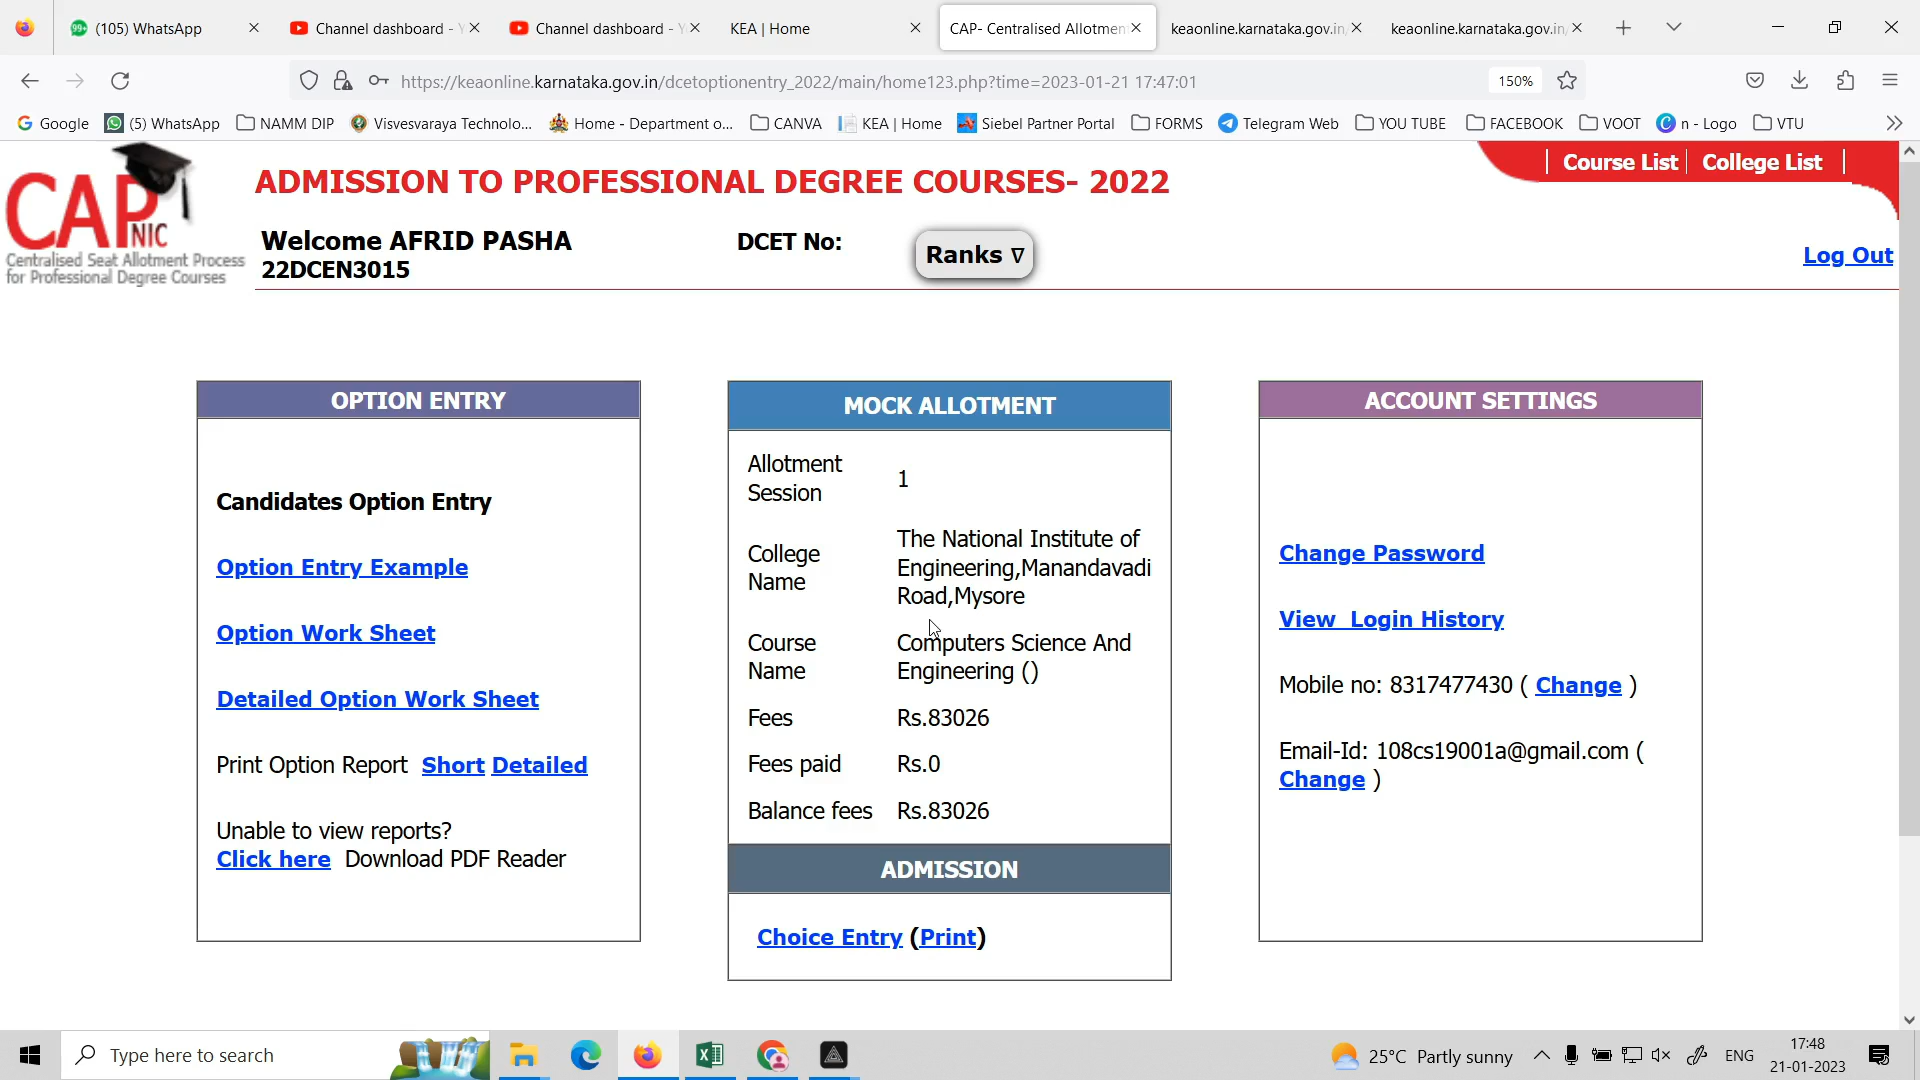 (105) WhatsApp
Channel dashboard - Y
Channel dashboard - Y
KEA | Home
CAP- Centralised Allotmen
keaonline.karnataka.gov.in/
keaonline.karnataka.gov.in/
https://keaonline.karnataka.gov.in/dcetoptionentry_2022/main/home123.php?time=2023-01-21 17:47:01
150%
Google
(5) WhatsApp
NAMM DIP
Visvesvaraya Technolo...
Home - Department o...
CANVA
KEA | Home
Siebel Partner Portal
FORMS
Telegram Web
YOU TUBE
FACEBOOK
VOOT
n - Logo
VTU
CAP NIC
Centralised Seat Allotment Process
for Professional Degree Courses
ADMISSION TO PROFESSIONAL DEGREE COURSES- 2022
Course List
College List
Welcome AFRID PASHA
22DCEN3015
DCET No:
Ranks ∇
Log Out
OPTION ENTRY
Candidates Option Entry
Option Entry Example
Option Work Sheet
Detailed Option Work Sheet
Print Option Report Short Detailed
Unable to view reports?
Click here Download PDF Reader
MOCK ALLOTMENT
Allotment
Session
1
College
Name
The National Institute of
Engineering,Manandavadi
Road,Mysore
Course
Name
Computers Science And
Engineering ()
Fees Rs.83026
Fees paid Rs.0
Balance fees Rs.83026
ADMISSION
Choice Entry (Print)
ACCOUNT SETTINGS
Change Password
View Login History
Mobile no: 8317477430 ( Change )
Email-Id: 108cs19001a@gmail.com (
Change )
Type here to search
25°C Partly sunny
ENG
17:48
21-01-2023